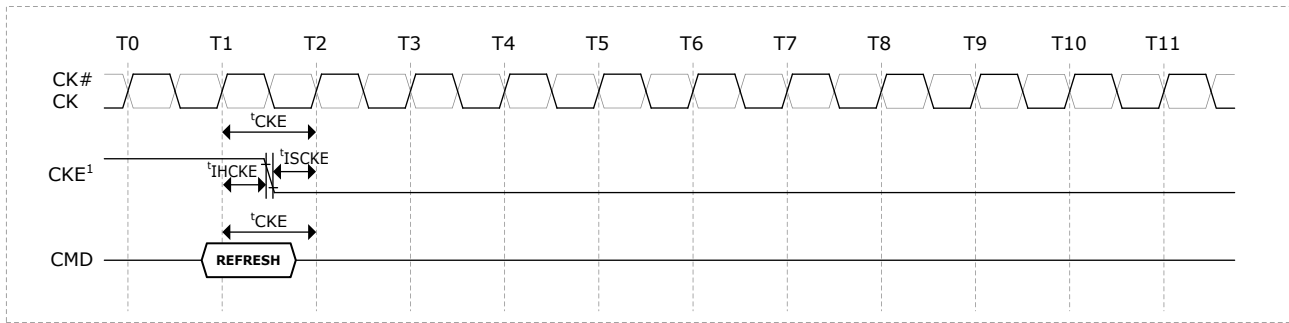 T0 T1 T2 T3 T4 T5 T6 T7 T8 T9 T10 T11
CK#
CK
tCKE
tISCKE
CKE1
tIHCKE
tCKE
CMD
REFRESH